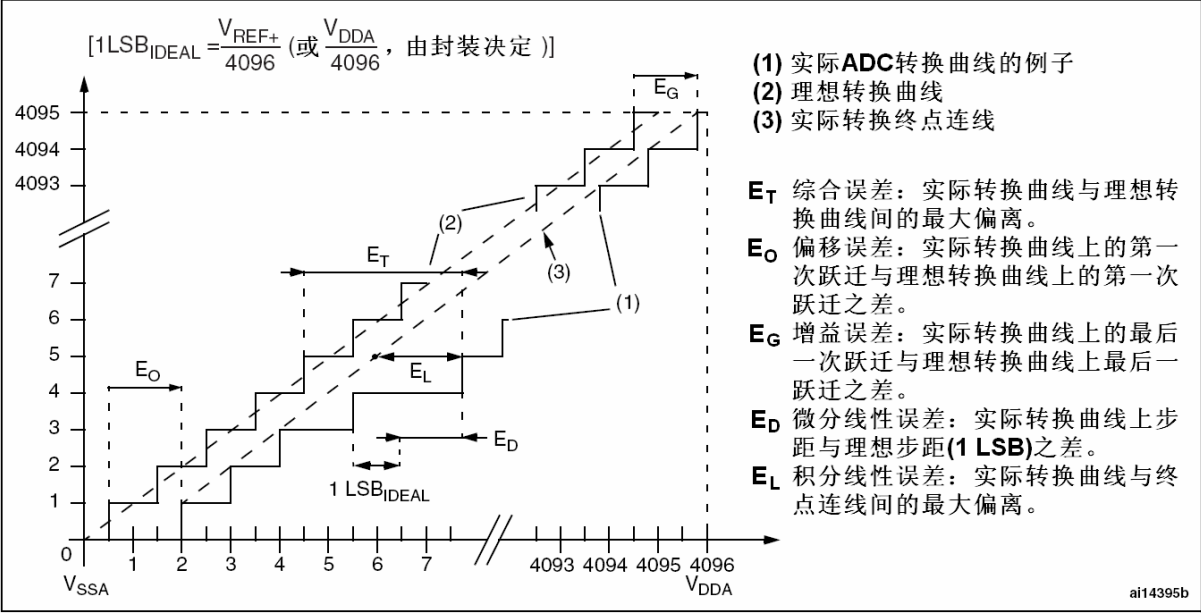 [1LSB_IDEAL = V_REF+/4096 (或 V_DDA/4096 ，由封装决定 )]
(1) 实际ADC转换曲线的例子
(2) 理想转换曲线
(3) 实际转换终点连线
E_T 综合误差：实际转换曲线与理想转
换曲线间的最大偏离。
E_O 偏移误差：实际转换曲线上的第一
次跃迁与理想转换曲线上的第一次
跃迁之差。
E_G 增益误差：实际转换曲线上的最后
一次跃迁与理想转换曲线上最后一
跃迁之差。
E_D 微分线性误差：实际转换曲线上步
距与理想步距(1 LSB)之差。
E_L 积分线性误差：实际转换曲线与终
点连线间的最大偏离。
E_G
4095
4094
4093
(2)
E_T
(3)
7
(1)
6
5
E_O
E_L
4
3
E_D
2
1 LSB_IDEAL
1
0
1 2 3 4 5 6 7 4093 4094 4095 4096
V_SSA
V_DDA
ai14395b